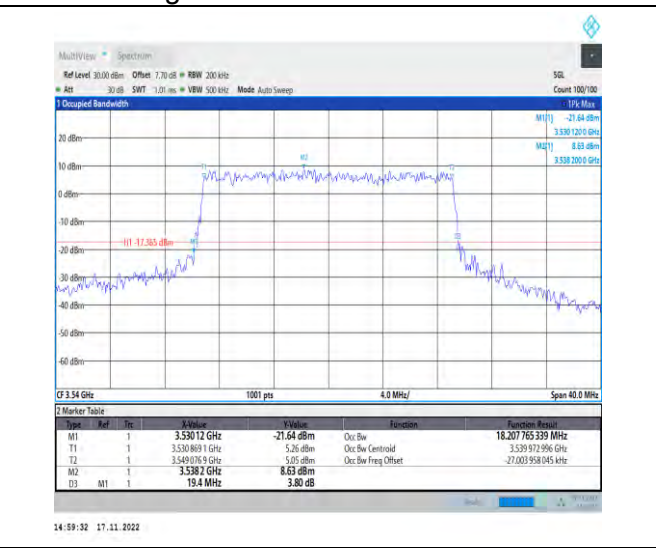 MultiView Spectrum
Ref Level 30.00 dBm Offset 7.70 dB RBW 200 kHz SGL
Att 30 dB SWT 1.01 ms VBW 500 kHz Mode Auto Sweep Count 100/100
1 Occupied Bandwidth 1Pk Max
M1[1] -21.64 dBm
3.530 120 0 GHz
M2[1] 8.63 dBm
3.538 200 0 GHz
20 dBm
M2
10 dBm
0 dBm
-10 dBm
H1 -17.365 dBm
-20 dBm
-30 dBm
-40 dBm
-50 dBm
-60 dBm
CF 3.54 GHz 1001 pts 4.0 MHz/ Span 40.0 MHz
2 Marker Table
Type Ref Trc X-Value Y-Value Function Function Result
M1 1 3.530 12 GHz -21.64 dBm Occ Bw 18.207 765 339 MHz
T1 1 3.530 869 1 GHz 5.26 dBm Occ Bw Centroid 3.539 972 996 GHz
T2 1 3.549 076 9 GHz 5.05 dBm Occ Bw Freq Offset -27.003 958 045 kHz
M2 1 3.538 2 GHz 8.63 dBm
D3 M1 1 19.4 MHz 3.80 dB
14:59:32 17.11.2022